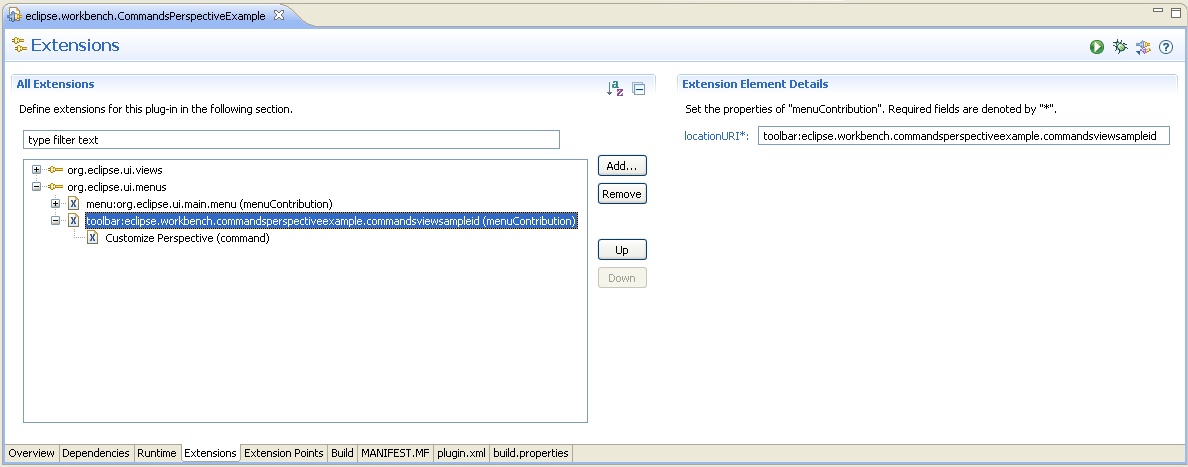 eclipse.workbench.CommandsPerspectiveExample
Extensions
All Extensions
Define extensions for this plug-in in the following section.
type filter text
org.eclipse.ui.views
org.eclipse.ui.menus
menu:org.eclipse.ui.main.menu (menuContribution)
toolbar:eclipse.workbench.commandsperspectiveexample.commandsviewsampleid (menuContribution)
Customize Perspective (command)
Add...
Remove
Up
Down
Extension Element Details
Set the properties of "menuContribution". Required fields are denoted by "*".
locationURI*: toolbar:eclipse.workbench.commandsperspectiveexample.commandsviewsampleid
Overview Dependencies Runtime Extensions Extension Points Build MANIFEST.MF plugin.xml build.properties